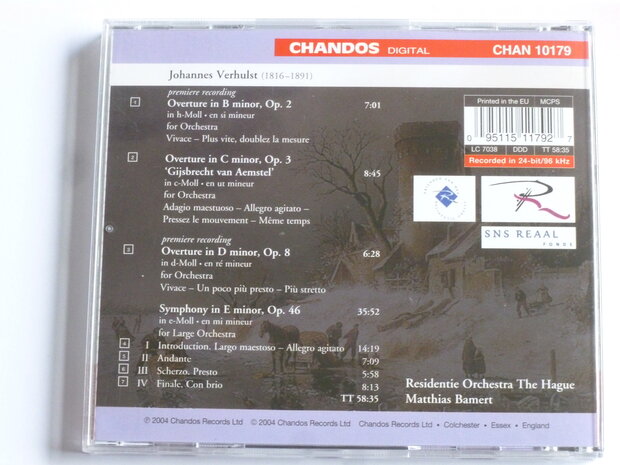 CHANDOS DIGITAL CHAN 10179
Johannes Verhulst (1816–1891)
premiere recording
1 Overture in B minor, Op. 2 7:01
in h-Moll • en si mineur
for Orchestra
Vivace – Plus vite, doublez la mesure
2 Overture in C minor, Op. 3
'Gijsbrecht van Aemstel' 8:45
in c-Moll • en ut mineur
for Orchestra
Adagio maestuoso – Allegro agitato –
Pressez le mouvement – Même temps
premiere recording
3 Overture in D minor, Op. 8 6:28
in d-Moll • en ré mineur
for Orchestra
Vivace – Un poco più presto – Più stretto
Symphony in E minor, Op. 46 35:52
in e-Moll • en mi mineur
for Large Orchestra
4 I Introduction. Largo maestoso – Allegro agitato 14:19
5 II Andante 7:09
6 III Scherzo. Presto 5:58
7 IV Finale. Con brio 8:13
TT 58:35
Printed in the EU MCPS
0 95115 11792 7
LC 7038 DDD TT 58:35
Recorded in 24-bit/96 kHz
SNS REAAL
FONDS
Residentie Orchestra The Hague
Matthias Bamert
℗ 2004 Chandos Records Ltd © 2004 Chandos Records Ltd Chandos Records Ltd • Colchester • Essex • England